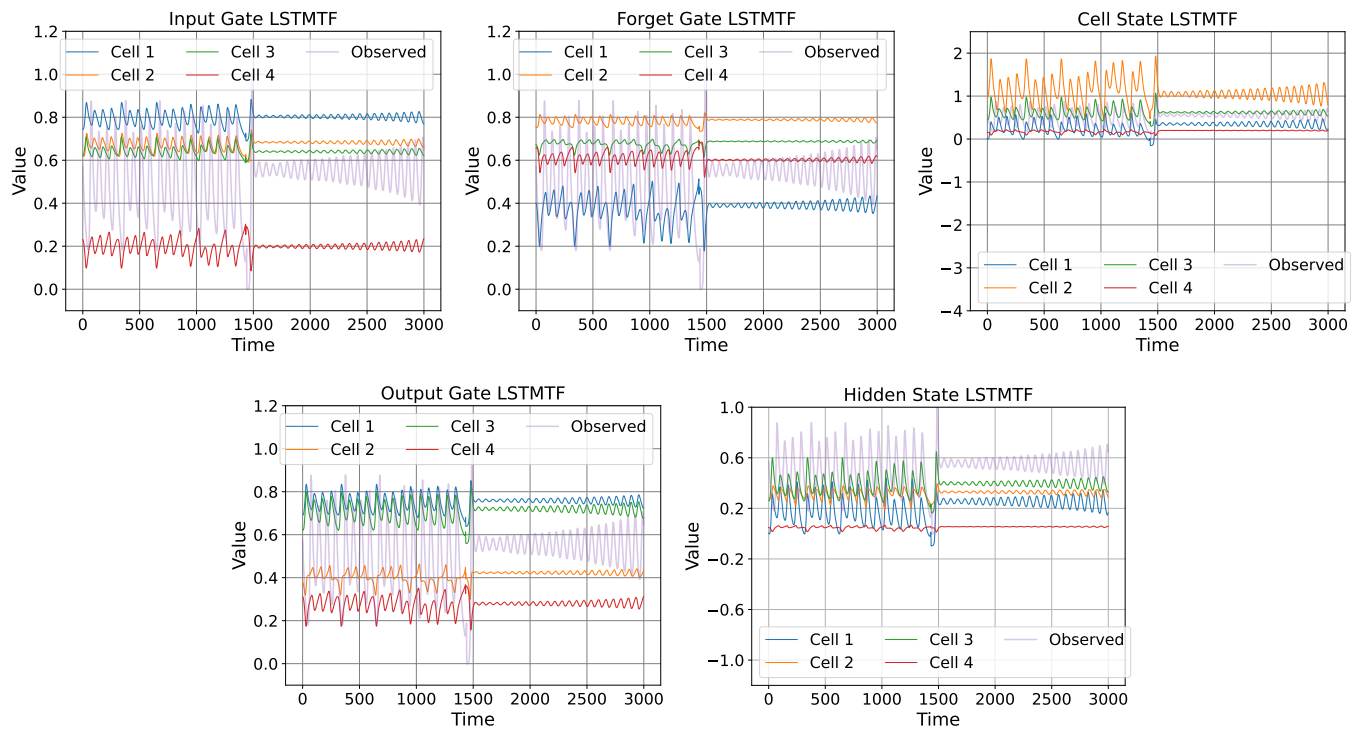 Input Gate LSTMTF
Cell 1 Cell 3 Observed
Cell 2 Cell 4
1.2
1.0
0.8
0.6
0.4
0.2
0.0
Value
0 500 1000 1500 2000 2500 3000
Time
Forget Gate LSTMTF
Cell 1 Cell 3 Observed
Cell 2 Cell 4
1.2
1.0
0.8
0.6
0.4
0.2
0.0
Value
0 500 1000 1500 2000 2500 3000
Time
Cell State LSTMTF
2
1
0
−1
−2
−3
−4
Value
Cell 1 Cell 3 Observed
Cell 2 Cell 4
0 500 1000 1500 2000 2500 3000
Time
Output Gate LSTMTF
Cell 1 Cell 3 Observed
Cell 2 Cell 4
1.2
1.0
0.8
0.6
0.4
0.2
0.0
Value
0 500 1000 1500 2000 2500 3000
Time
Hidden State LSTMTF
1.0
0.6
0.2
−0.2
−0.6
−1.0
Value
Cell 1 Cell 3 Observed
Cell 2 Cell 4
0 500 1000 1500 2000 2500 3000
Time